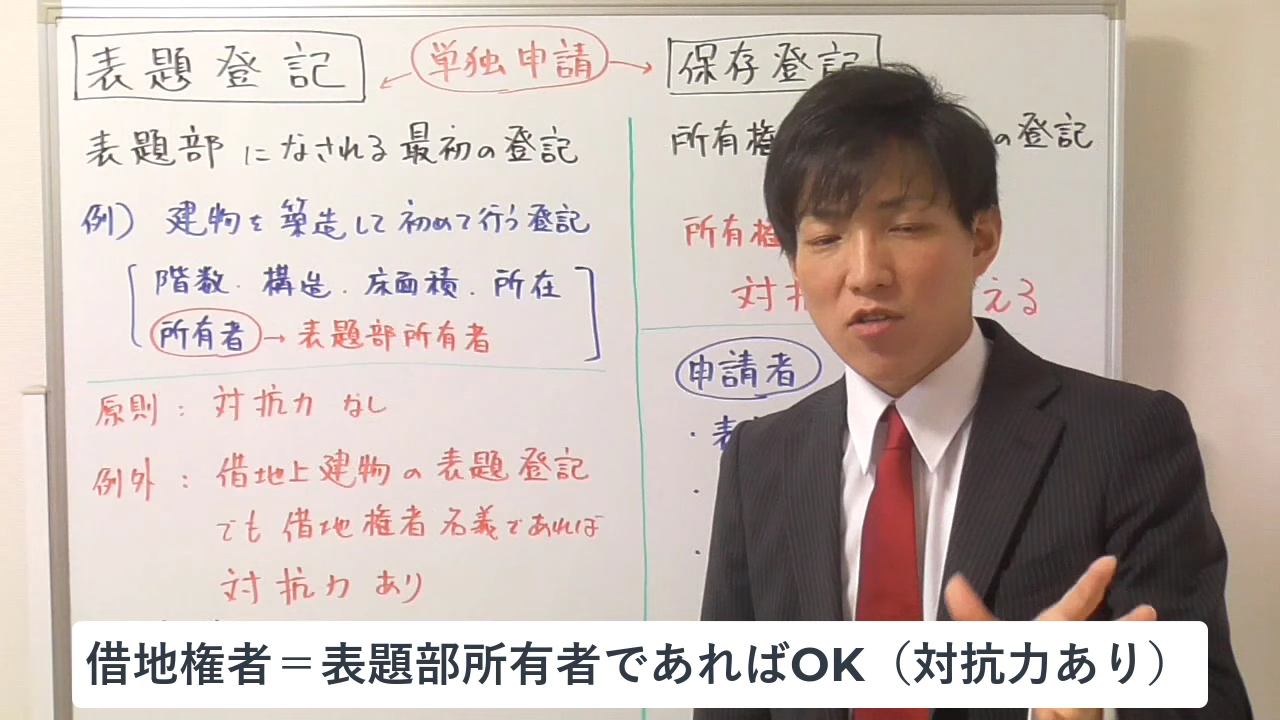 表題登記
単独申請
保存登記
表題部になされる最初の登記
例）建物を築造して初めて行う登記
階数・構造・床面積・所在
所有者→表題部所有者
原則：対抗力なし
例外：借地上建物の表題登記
でも借地権者名義であれば
対抗力あり
所有権
の登記
所有権
対抗
える
申請者
・表
借地権者＝表題部所有者であればOK（対抗力あり）